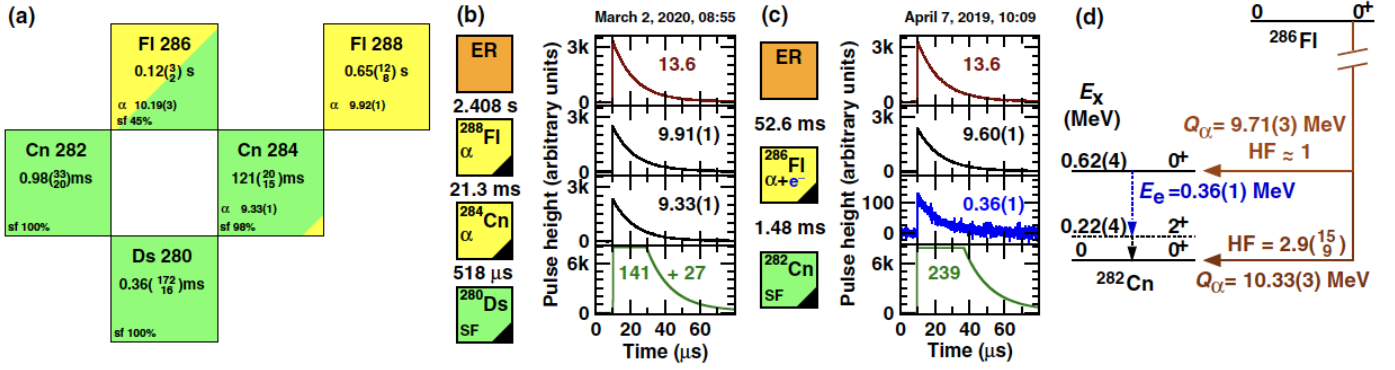 (a)
Fl 286
0.12(3/2) s
α 10.19(3)
sf 45%
Fl 288
0.65(12/8) s
α 9.92(1)
Cn 282
0.98(33/20)ms
sf 100%
Cn 284
121(20/15)ms
α 9.33(1)
sf 98%
Ds 280
0.36(172/16)ms
sf 100%
(b)
March 2, 2020, 08:55
ER
2.408 s
288Fl
α
21.3 ms
284Cn
α
518 μs
280Ds
SF
Pulse height (arbitrary units)
3k
0
13.6
3k
0
9.91(1)
3k
0
9.33(1)
6k
0
141 + 27
0 20 40 60
Time (μs)
(c)
April 7, 2019, 10:09
ER
52.6 ms
286Fl
α+e-
1.48 ms
282Cn
SF
Pulse height (arbitrary units)
3k
0
13.6
3k
0
9.60(1)
100
0
0.36(1)
6k
0
239
0 20 40 60
Time (μs)
(d)
0 0+
286Fl
Ex
(MeV)
Qα= 9.71(3) MeV
HF ≈ 1
0.62(4) 0+
Ee=0.36(1) MeV
0.22(4) 2+
0 0+
HF = 2.9(15/9)
282Cn
Qα= 10.33(3) MeV